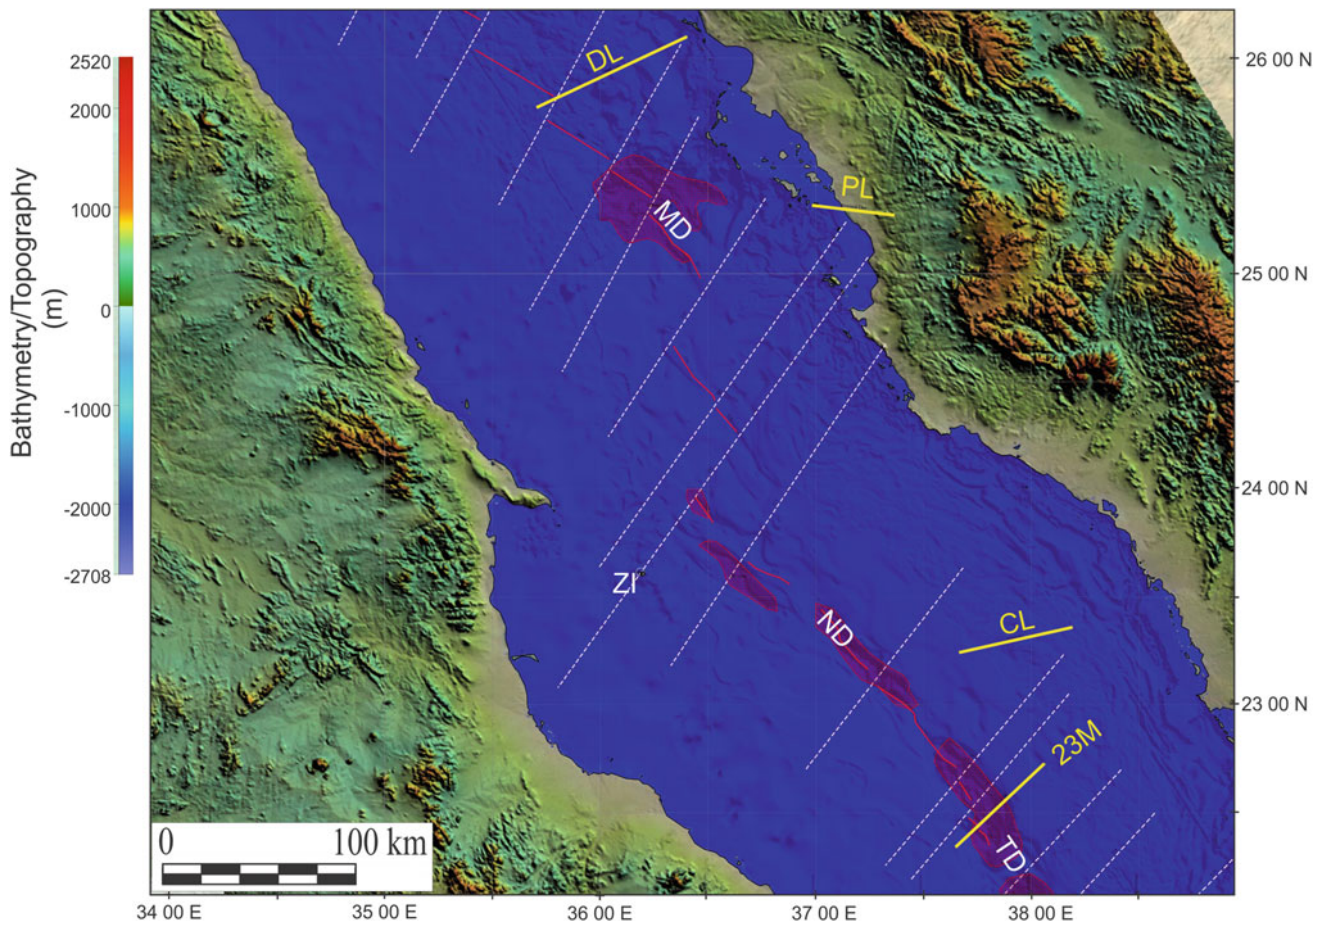 Bathymetry/Topography
(m)
2520
2000
1000
0
-1000
-2000
-2708
DL
PL
MD
ZI
ND
CL
23M
TD
26 00 N
25 00 N
24 00 N
23 00 N
0 100 km
34 00 E
35 00 E
36 00 E
37 00 E
38 00 E